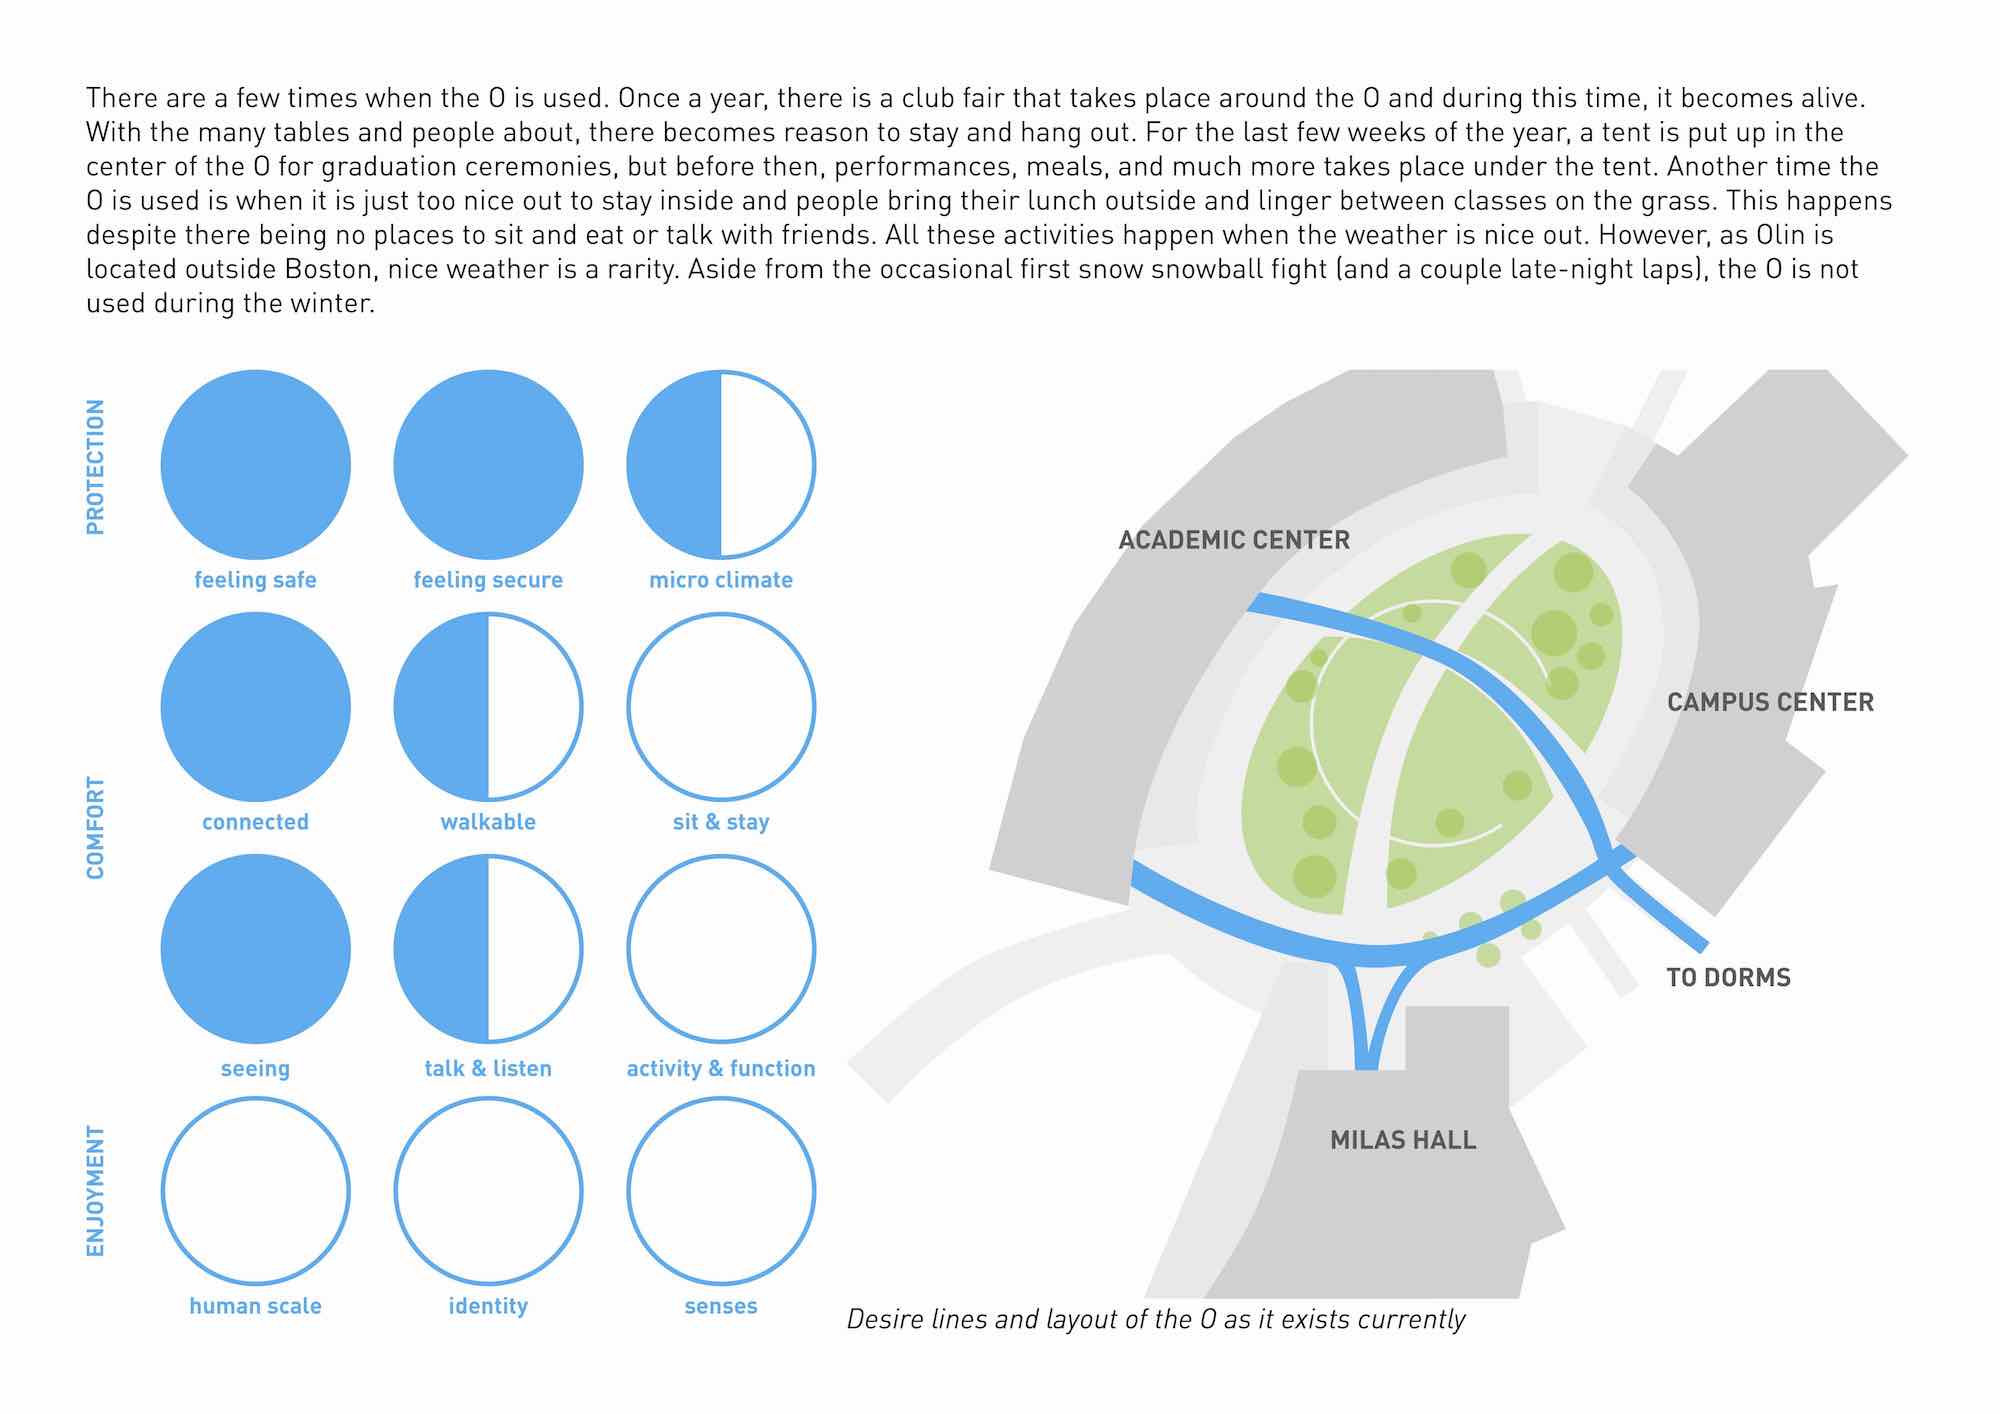 There are a few times when the O is used. Once a year, there is a club fair that takes place around the O and during this time, it becomes alive.
With the many tables and people about, there becomes reason to stay and hang out. For the last few weeks of the year, a tent is put up in the
center of the O for graduation ceremonies, but before then, performances, meals, and much more takes place under the tent. Another time the
O is used is when it is just too nice out to stay inside and people bring their lunch outside and linger between classes on the grass. This happens
despite there being no places to sit and eat or talk with friends. All these activities happen when the weather is nice out. However, as Olin is
located outside Boston, nice weather is a rarity. Aside from the occasional first snow snowball fight (and a couple late-night laps), the O is not
used during the winter.
PROTECTION
feeling safe
feeling secure
micro climate
COMFORT
connected
walkable
sit & stay
seeing
talk & listen
activity & function
ENJOYMENT
human scale
identity
senses
ACADEMIC CENTER
CAMPUS CENTER
TO DORMS
MILAS HALL
Desire lines and layout of the O as it exists currently